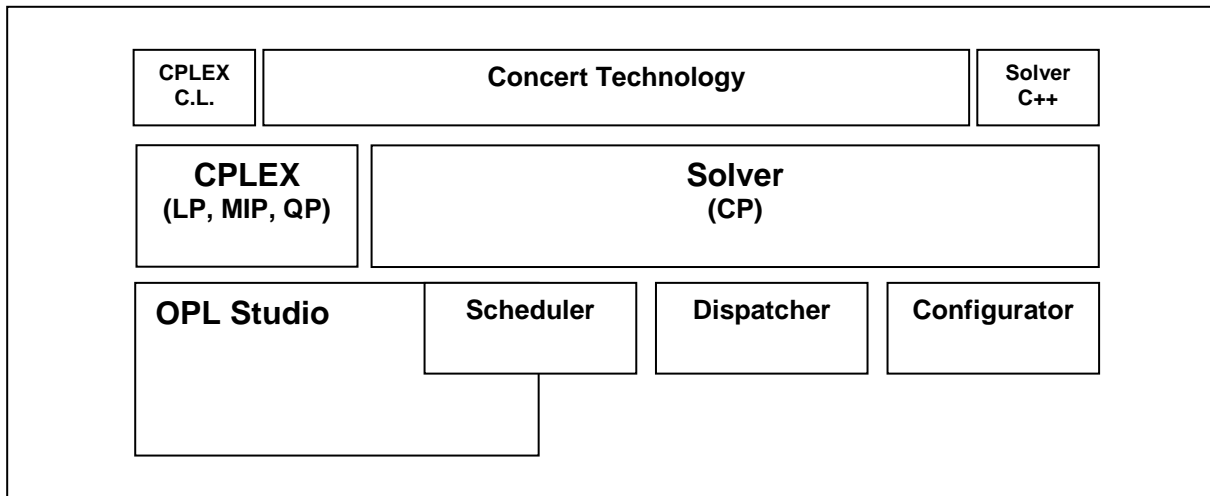 CPLEX
C.L.
Concert Technology
Solver
C++
CPLEX
(LP, MIP, QP)
Solver
(CP)
OPL Studio
Scheduler
Dispatcher
Configurator